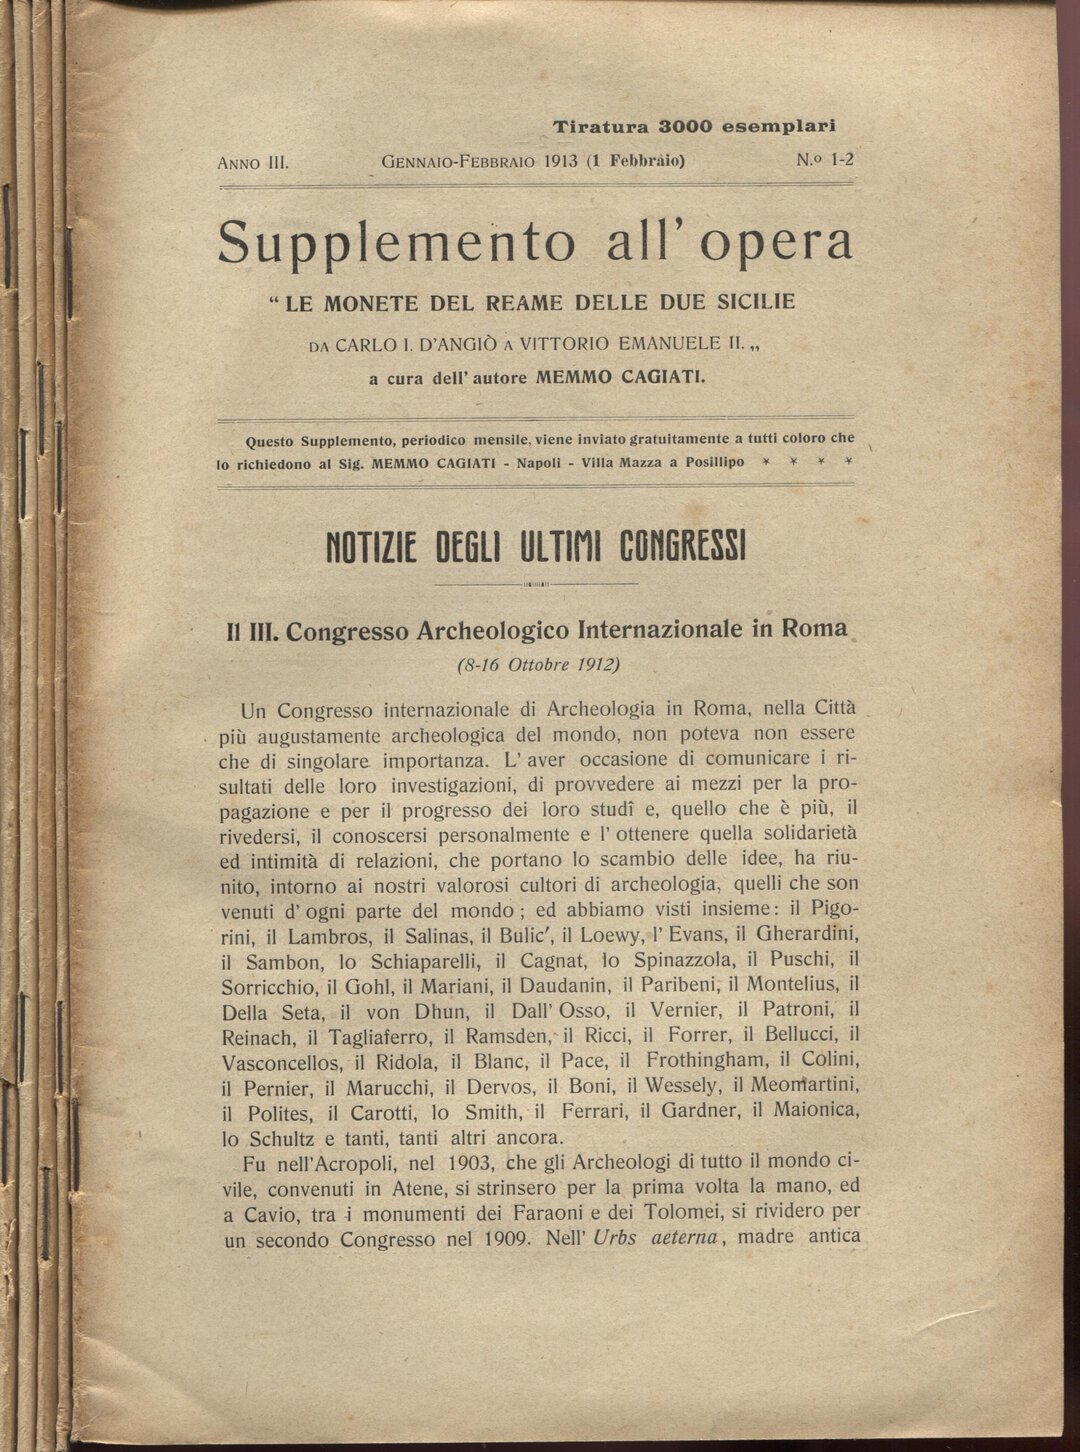 Tiratura 3000 esemplari
ANNO III. GENNAIO-FEBBRAIO 1913 (1 Febbraio) N.º 1-2
Supplemento all' opera
“ LE MONETE DEL REAME DELLE DUE SICILIE
DA CARLO I. D'ANGIÒ A VITTORIO EMANUELE II. „
a cura dell' autore MEMMO CAGIATI.
Questo Supplemento, periodico mensile, viene inviato gratuitamente a tutti coloro che
lo richiedono al Sig. MEMMO CAGIATI - Napoli - Villa Mazza a Posillipo * * * *
NOTIZIE DEGLI ULTIMI CONGRESSI
Il III. Congresso Archeologico Internazionale in Roma
(8-16 Ottobre 1912)
Un Congresso internazionale di Archeologia in Roma, nella Città
più augustamente archeologica del mondo, non poteva non essere
che di singolare importanza. L' aver occasione di comunicare i ri-
sultati delle loro investigazioni, di provvedere ai mezzi per la pro-
pagazione e per il progresso dei loro studî e, quello che è più, il
rivedersi, il conoscersi personalmente e l' ottenere quella solidarietà
ed intimità di relazioni, che portano lo scambio delle idee, ha riu-
nito, intorno ai nostri valorosi cultori di archeologia, quelli che son
venuti d' ogni parte del mondo ; ed abbiamo visti insieme : il Pigo-
rini, il Lambros, il Salinas, il Bulic', il Loewy, l' Evans, il Gherardini,
il Sambon, lo Schiaparelli, il Cagnat, lo Spinazzola, il Puschi, il
Sorricchio, il Gohl, il Mariani, il Daudanin, il Paribeni, il Montelius, il
Della Seta, il von Dhun, il Dall' Osso, il Vernier, il Patroni, il
Reinach, il Tagliaferro, il Ramsden, il Ricci, il Forrer, il Bellucci, il
Vasconcellos, il Ridola, il Blanc, il Pace, il Frothingham, il Colini,
il Pernier, il Marucchi, il Dervos, il Boni, il Wessely, il Meomartini,
il Polites, il Carotti, lo Smith, il Ferrari, il Gardner, il Maionica,
lo Schultz e tanti, tanti altri ancora.
Fu nell'Acropoli, nel 1903, che gli Archeologi di tutto il mondo ci-
vile, convenuti in Atene, si strinsero per la prima volta la mano, ed
a Cavio, tra i monumenti dei Faraoni e dei Tolomei, si rividero per
un secondo Congresso nel 1909. Nell' Urbs aeterna, madre antica